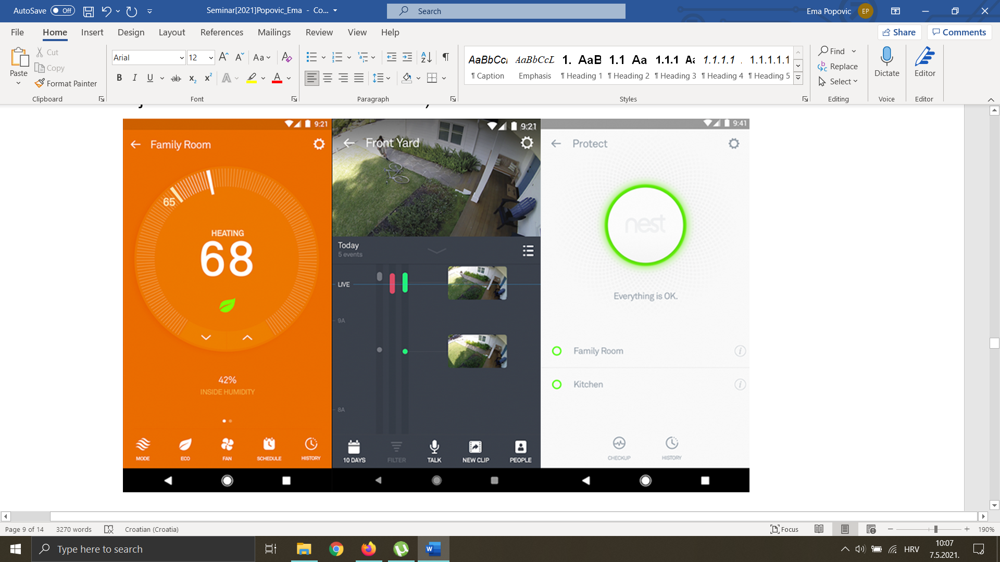 AutoSave Off Seminar[2021]Popovic_Ema - Co... Search Ema Popovic EP
File Home Insert Design Layout References Mailings Review View Help Share Comments
Paste Cut Copy Format Painter
Arial 12 Aa
B I U ab x₂ x² A A
AaBbCcI AaBbCcL 1. AaB 1.1 Aa 1.1.1 Aa 1.1.1.1 1.1.1.1.1
¶ Caption Emphasis ¶ Heading 1 ¶ Heading 2 ¶ Heading 3 ¶ Heading 4 ¶ Heading 5
Find Replace Select
Dictate Editor
Clipboard Font Paragraph Styles Editing Voice Editor
9:21
Family Room
65
HEATING
68
42%
INSIDE HUMIDITY
MODE ECO FAN SCHEDULE HISTORY
9:21
Front Yard
Today
5 events
LIVE
9A
8A
10 DAYS FILTER TALK NEW CLIP PEOPLE
9:41
Protect
nest
Everything is OK.
Family Room
Kitchen
CHECKUP HISTORY
Page 9 of 14 3270 words Croatian (Croatia) Focus 190%
Type here to search HRV 10:07
7.5.2021.